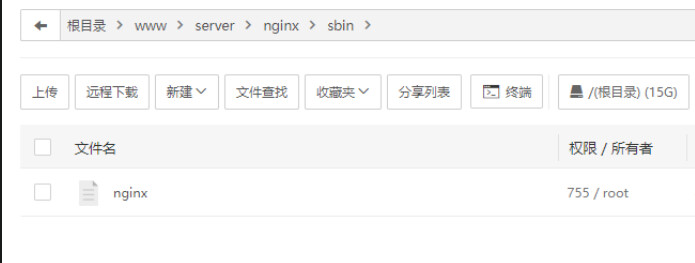 根目录 > www > server > nginx > sbin >
上传 远程下载 新建 文件查找 收藏夹 分享列表 终端 /(根目录) (15G)
文件名 权限 / 所有者
nginx 755 / root